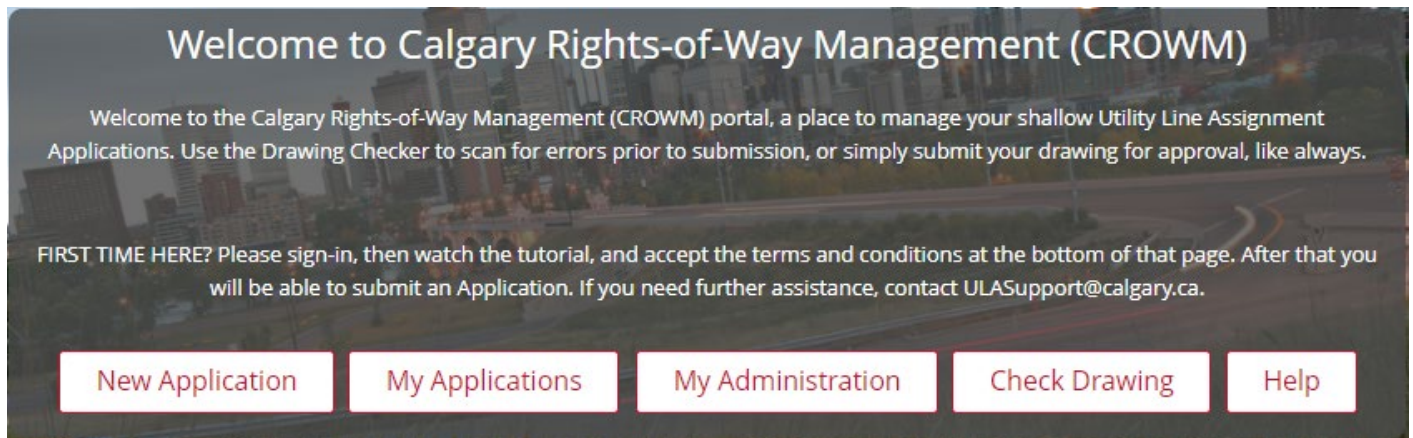 Welcome to Calgary Rights-of-Way Management (CROWM)
Welcome to the Calgary Rights-of-Way Management (CROWM) portal, a place to manage your shallow Utility Line Assignment
Applications. Use the Drawing Checker to scan for errors prior to submission, or simply submit your drawing for approval, like always.
FIRST TIME HERE? Please sign-in, then watch the tutorial, and accept the terms and conditions at the bottom of that page. After that you
will be able to submit an Application. If you need further assistance, contact ULASupport@calgary.ca.
New Application My Applications My Administration Check Drawing Help